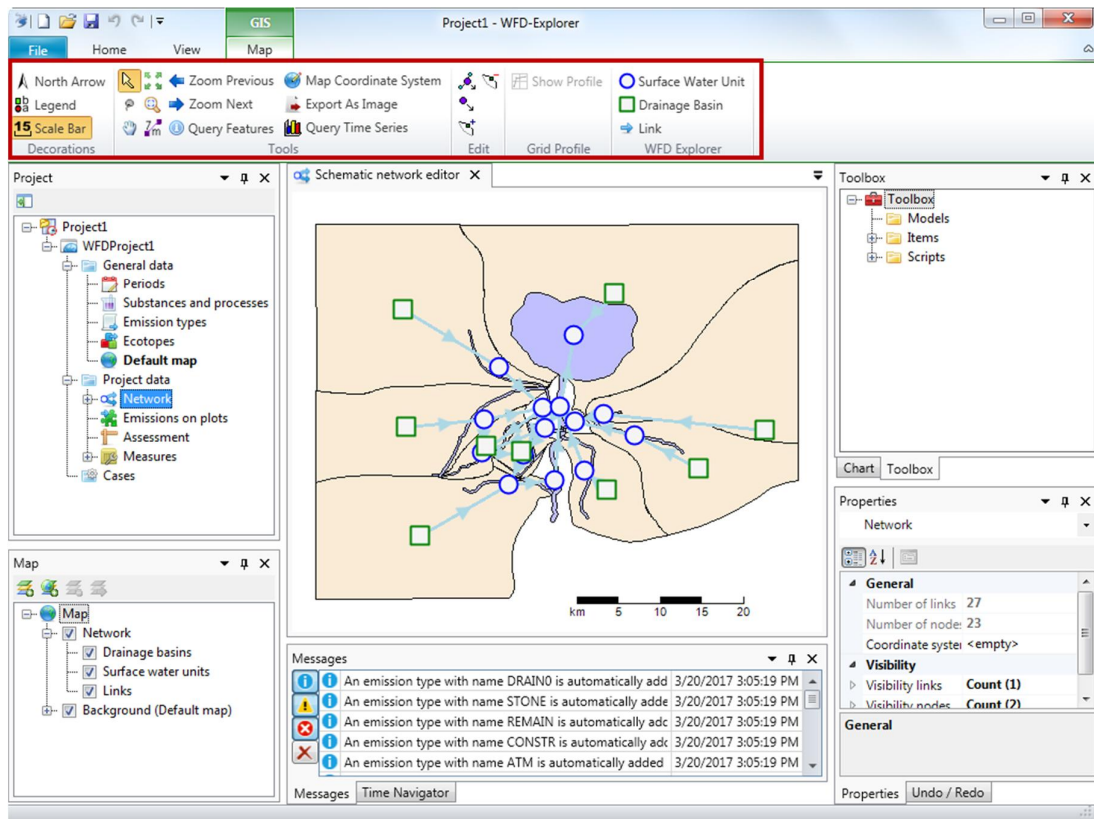 GIS
Project1 - WFD-Explorer
File Home View Map
North Arrow
Legend
15 Scale Bar
Decorations
Zoom Previous
Zoom Next
Query Features
Map Coordinate System
Export As Image
Query Time Series
Tools
Edit
Show Profile
Grid Profile
Surface Water Unit
Drainage Basin
Link
WFD Explorer
Project
Project1
WFDProject1
General data
Periods
Substances and processes
Emission types
Ecotopes
Default map
Project data
Network
Emissions on plots
Assessment
Measures
Cases
Map
Map
Network
Drainage basins
Surface water units
Links
Background (Default map)
Schematic network editor
km 5 10 15 20
Messages
An emission type with name DRAIN0 is automatically add 3/20/2017 3:05:19 PM
An emission type with name STONE is automatically adde 3/20/2017 3:05:19 PM
An emission type with name REMAIN is automatically adc 3/20/2017 3:05:19 PM
An emission type with name CONSTR is automatically adc 3/20/2017 3:05:19 PM
An emission type with name ATM is automatically added 3/20/2017 3:05:19 PM
Messages Time Navigator
Toolbox
Toolbox
Models
Items
Scripts
Chart Toolbox
Properties
Network
General
Number of links 27
Number of node: 23
Coordinate syster <empty>
Visibility
Visibility links Count (1)
Visibility nodes Count (2)
General
Properties Undo / Redo